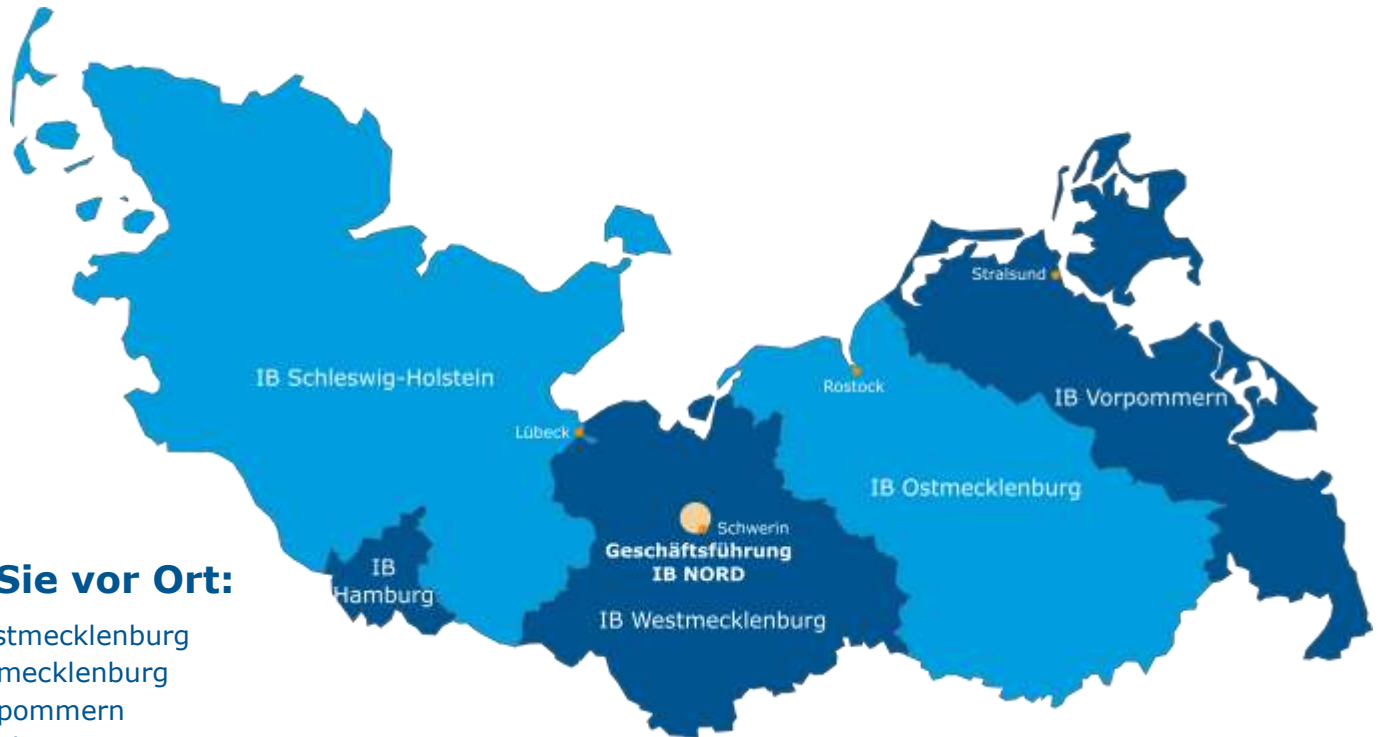 Stralsund
IB Schleswig-Holstein
Rostock
IB Vorpommern
Lübeck
IB Ostmecklenburg
Schwerin
Geschäftsführung
IB NORD
IB
Hamburg
IB Westmecklenburg
Sie vor Ort:
stmecklenburg
mecklenburg
pommern